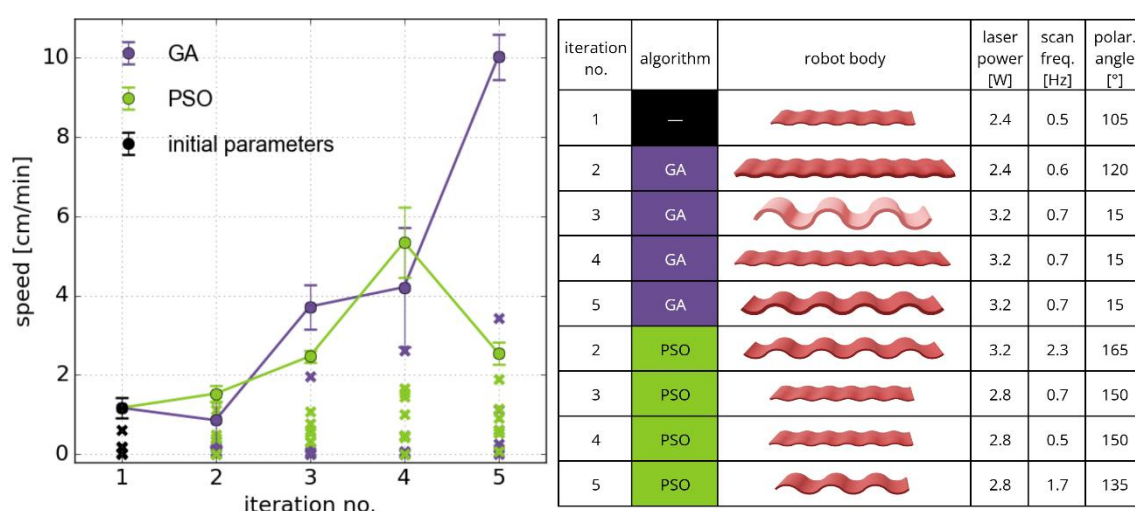 10
8
6
4
2
0
speed [cm/min]
GA
PSO
initial parameters
1 2 3 4 5
iteration no.
iteration no. algorithm robot body laser power [W] scan freq. [Hz] polar. angle [°]
1 — 2.4 0.5 105
2 GA 2.4 0.6 120
3 GA 3.2 0.7 15
4 GA 3.2 0.7 15
5 GA 3.2 0.7 15
2 PSO 3.2 2.3 165
3 PSO 2.8 0.7 150
4 PSO 2.8 0.5 150
5 PSO 2.8 1.7 135